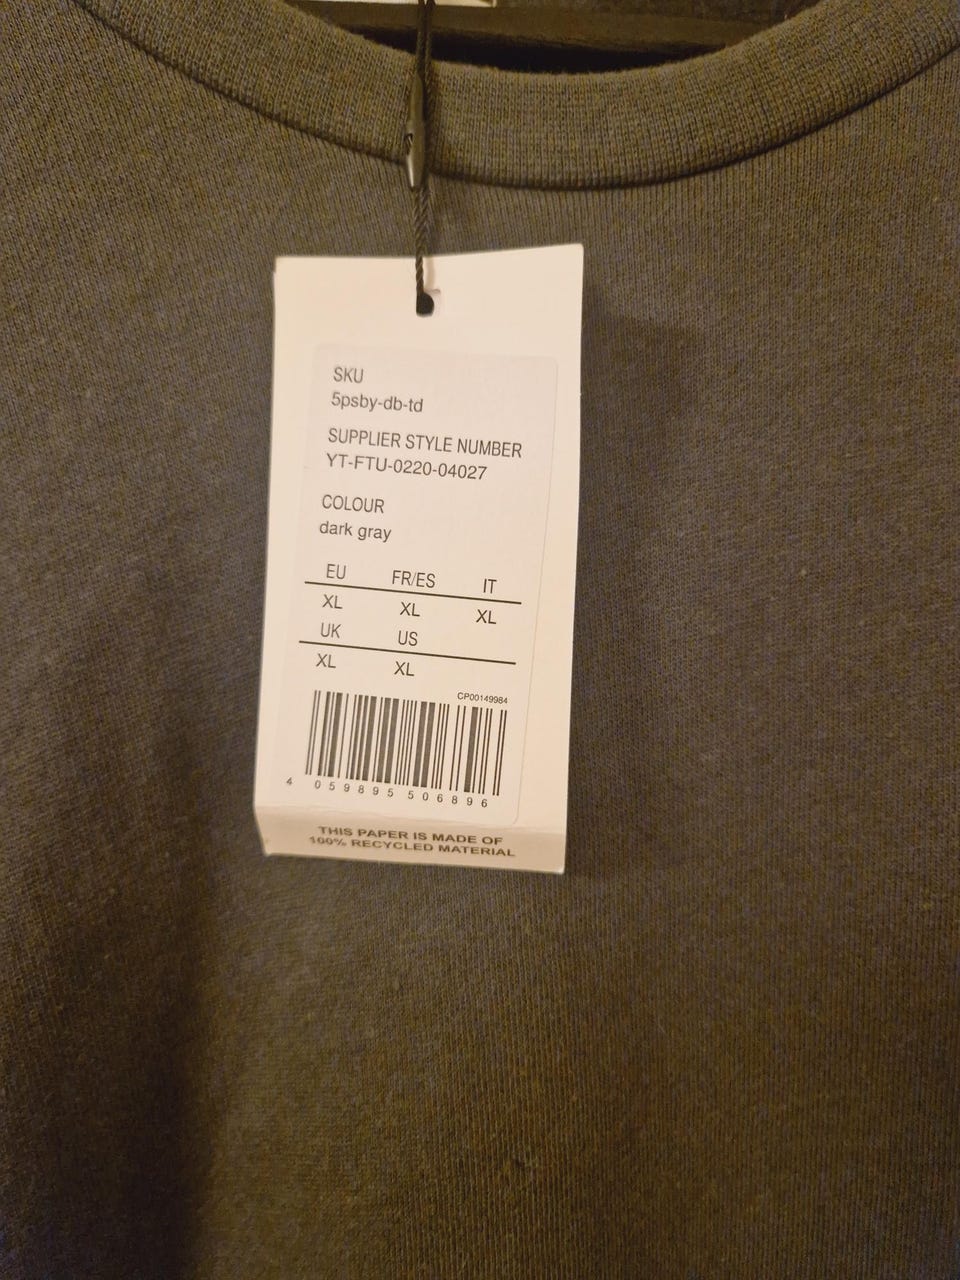 SKU
5psby-db-td
SUPPLIER STYLE NUMBER
YT-FTU-0220-04027
COLOUR
dark gray
EU FR/ES IT
XL XL XL
UK US
XL XL
CP00149984
4 059895 506896
THIS PAPER IS MADE OF
100% RECYCLED MATERIAL